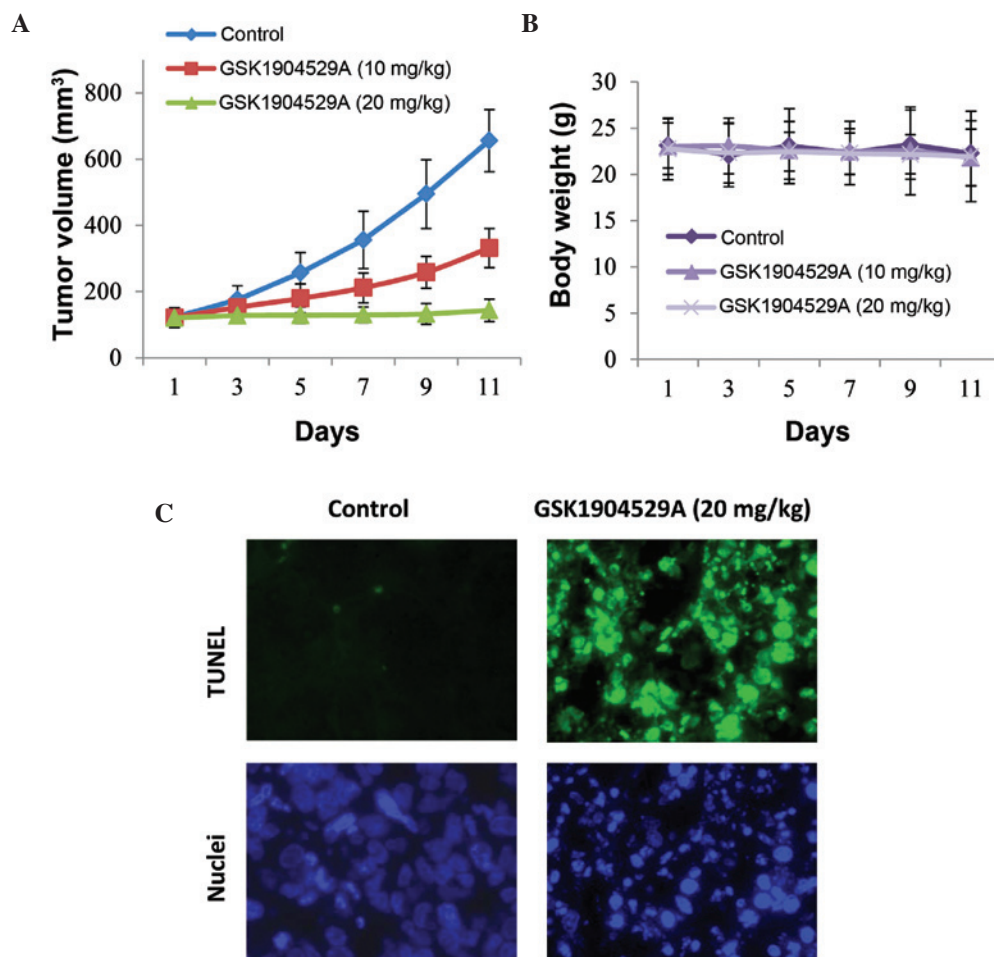 A
Control
GSK1904529A (10 mg/kg)
GSK1904529A (20 mg/kg)
Tumor volume (mm³)
800
600
400
200
0
1 3 5 7 9 11
Days
B
Body weight (g)
30
25
20
15
10
5
0
Control
GSK1904529A (10 mg/kg)
GSK1904529A (20 mg/kg)
1 3 5 7 9 11
Days
C
Control GSK1904529A (20 mg/kg)
TUNEL
Nuclei